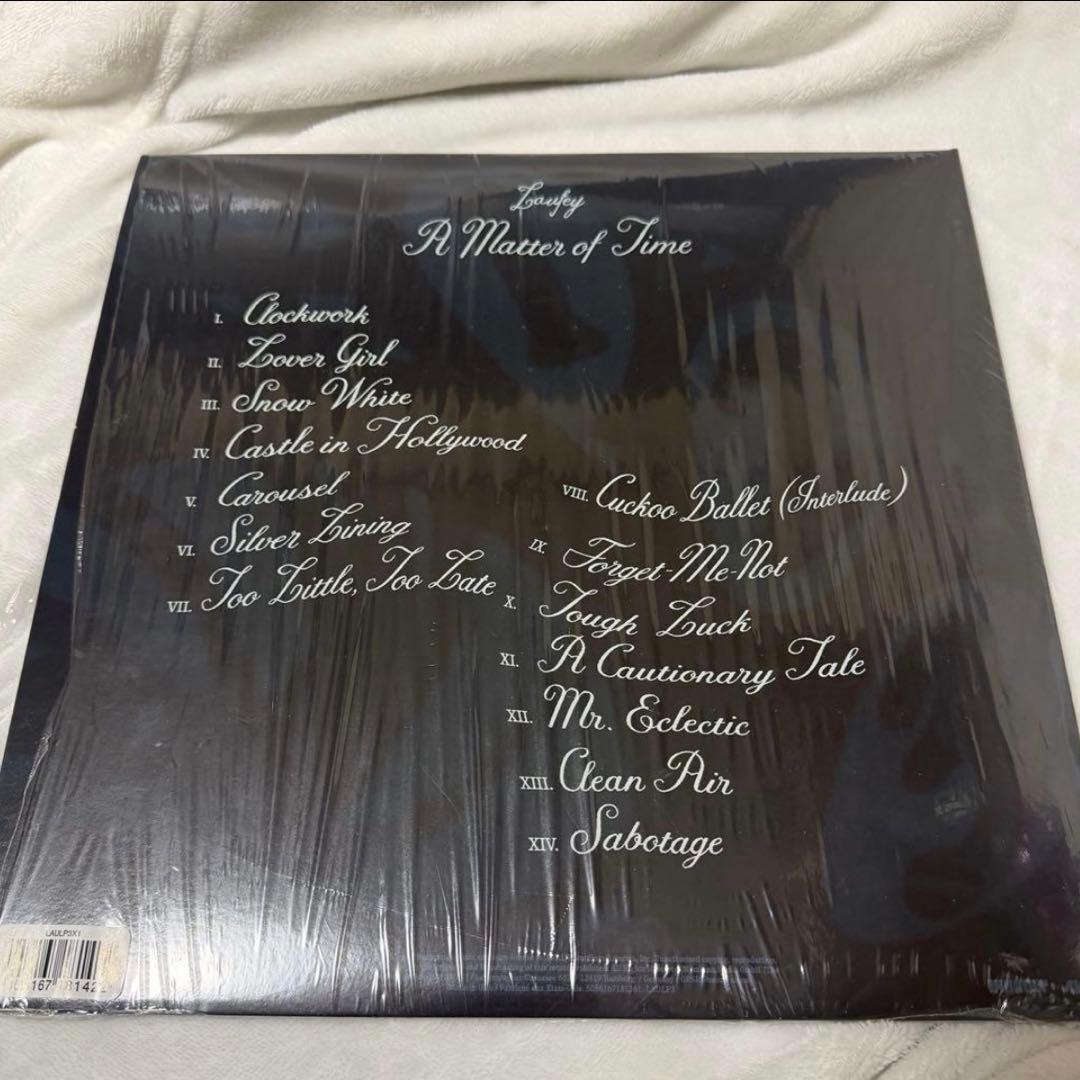 Laufey
A Matter of Time
I. Clockwork
II. Lover Girl
III. Snow White
IV. Castle in Hollywood
V. Carousel
VI. Silver Lining
VII. Too Little, Too Late
VIII. Cuckoo Ballet (Interlude)
IX. Forget-Me-Not
X. Tough Luck
XI. A Cautionary Tale
XII. Mr. Eclectic
XIII. Clean Air
XIV. Sabotage
LAULP3X1